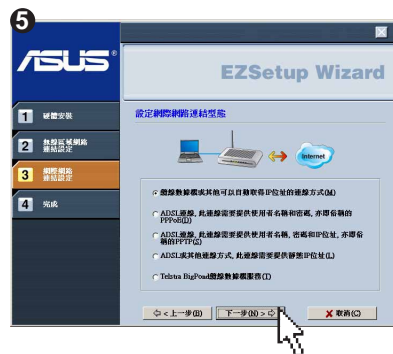 5
ASUS®
EZSetup Wizard
1 硬體安裝
2 無線區域網路
連結設定
3 網際網路
連結設定
4 完成
設定網際網路連結型態
Internet
纜線數據機或其他可以自動取得IP位址的連線方式(M)
ADSL連線, 此連線需要提供使用者名稱和密碼, 亦即俗稱的
PPPoE(D)
ADSL連線, 此連線需要提供使用者名稱, 密碼和IP位址, 亦即俗
稱的PPTP(S)
ADSL或其他連線方式, 此連線需要提供靜態IP位址(L)
Telstra BigPond纜線數據機服務(T)
< 上一步(B)
下一步(N) >
取消(C)